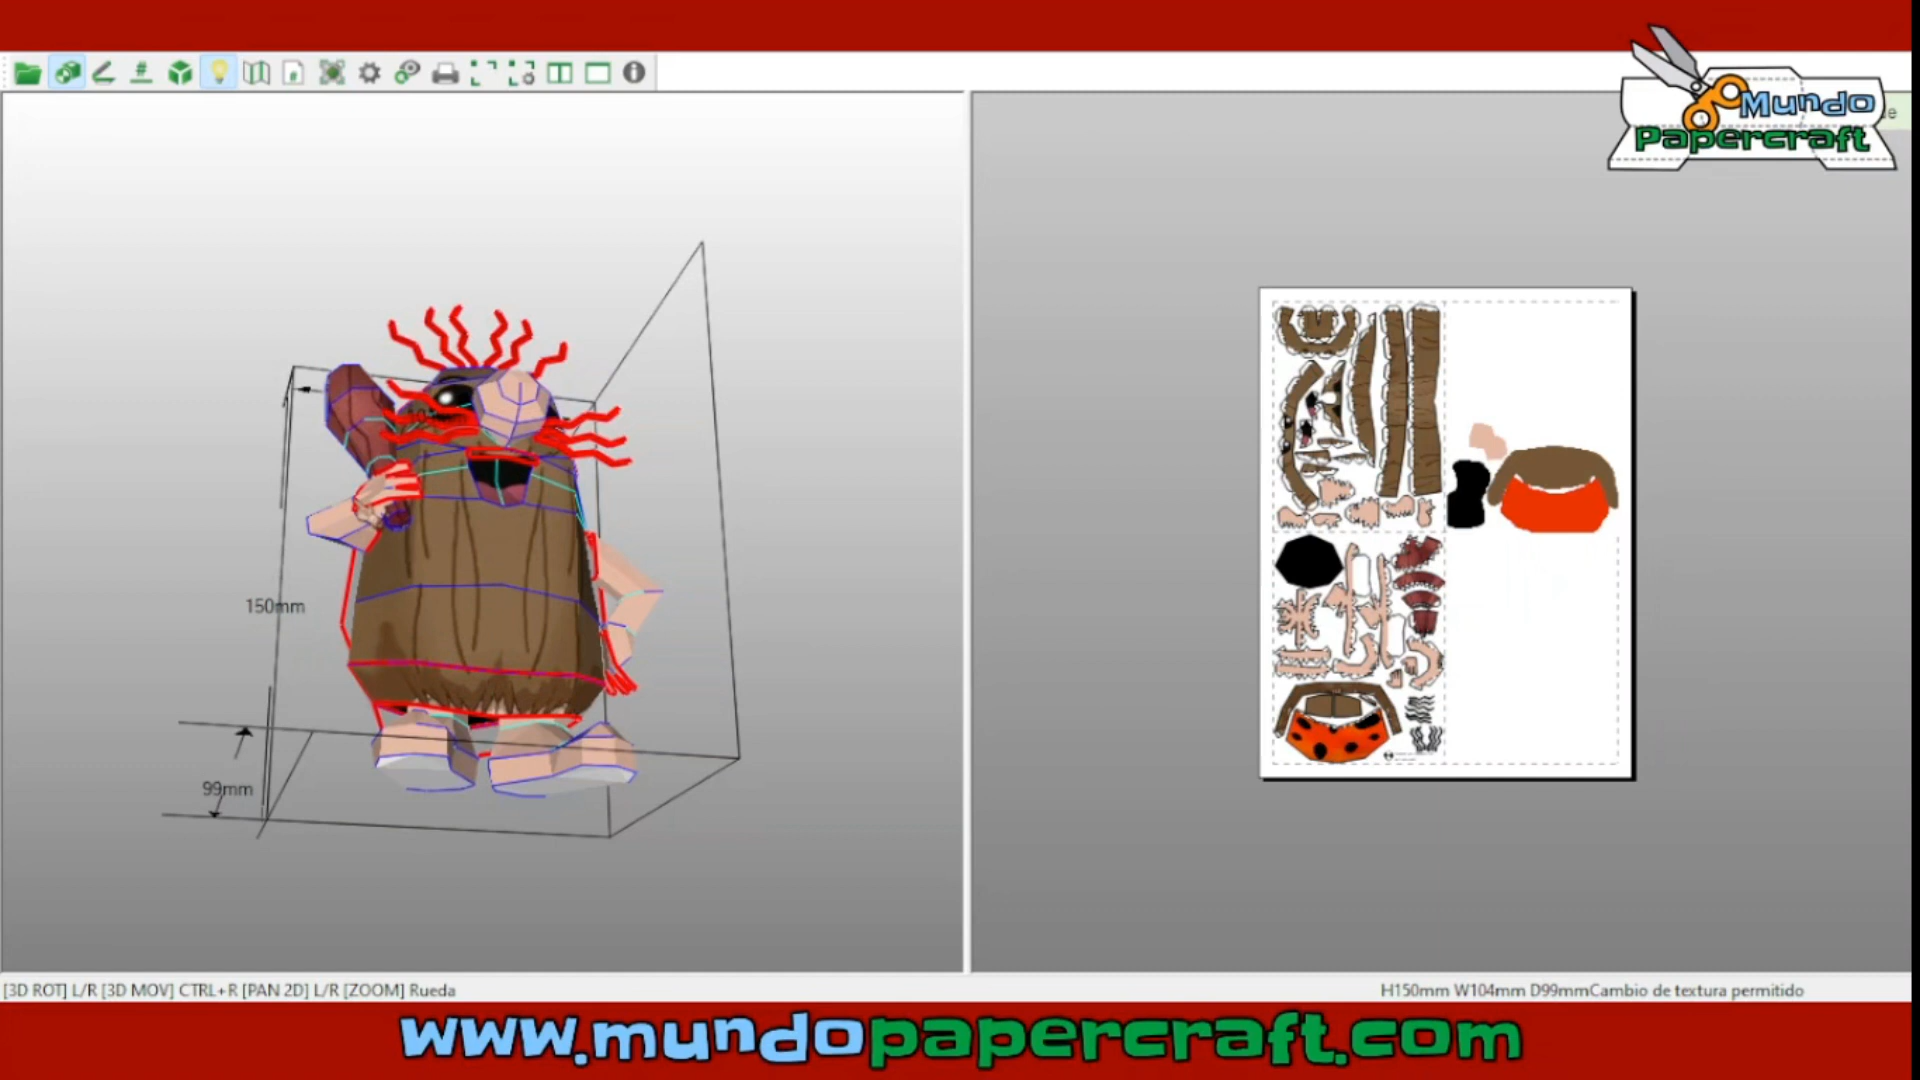 Mundo
Papercraft
150mm
99mm
[3D ROT] L/R [3D MOV] CTRL+R [PAN 2D] L/R [ZOOM] Rueda
H150mm W104mm D99mmCambio de textura permitido
www.mundopapercraft.com